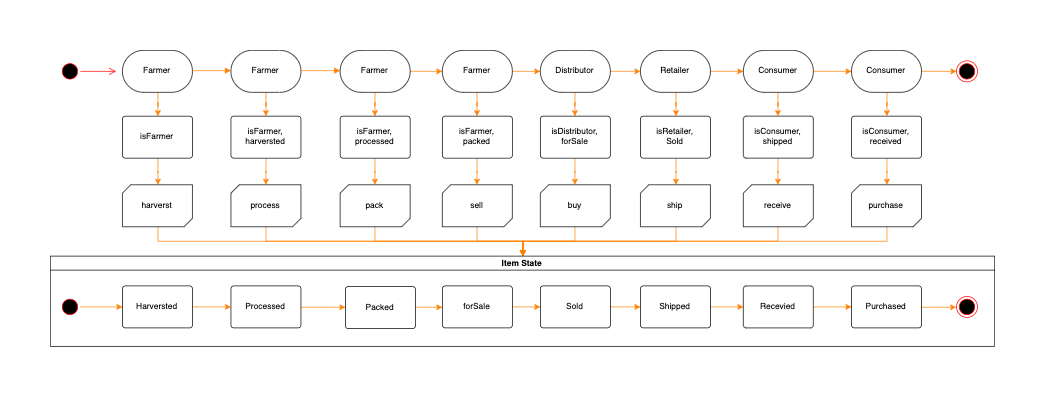 Farmer
Farmer
Farmer
Farmer
Distributor
Retailer
Consumer
Consumer
isFarmer
isFarmer,
harversted
isFarmer,
processed
isFarmer,
packed
isDistributor,
forSale
isRetailer,
Sold
isConsumer,
shipped
isConsumer,
received
harverst
process
pack
sell
buy
ship
receive
purchase
Item State
Harversted
Processed
Packed
forSale
Sold
Shipped
Recevied
Purchased